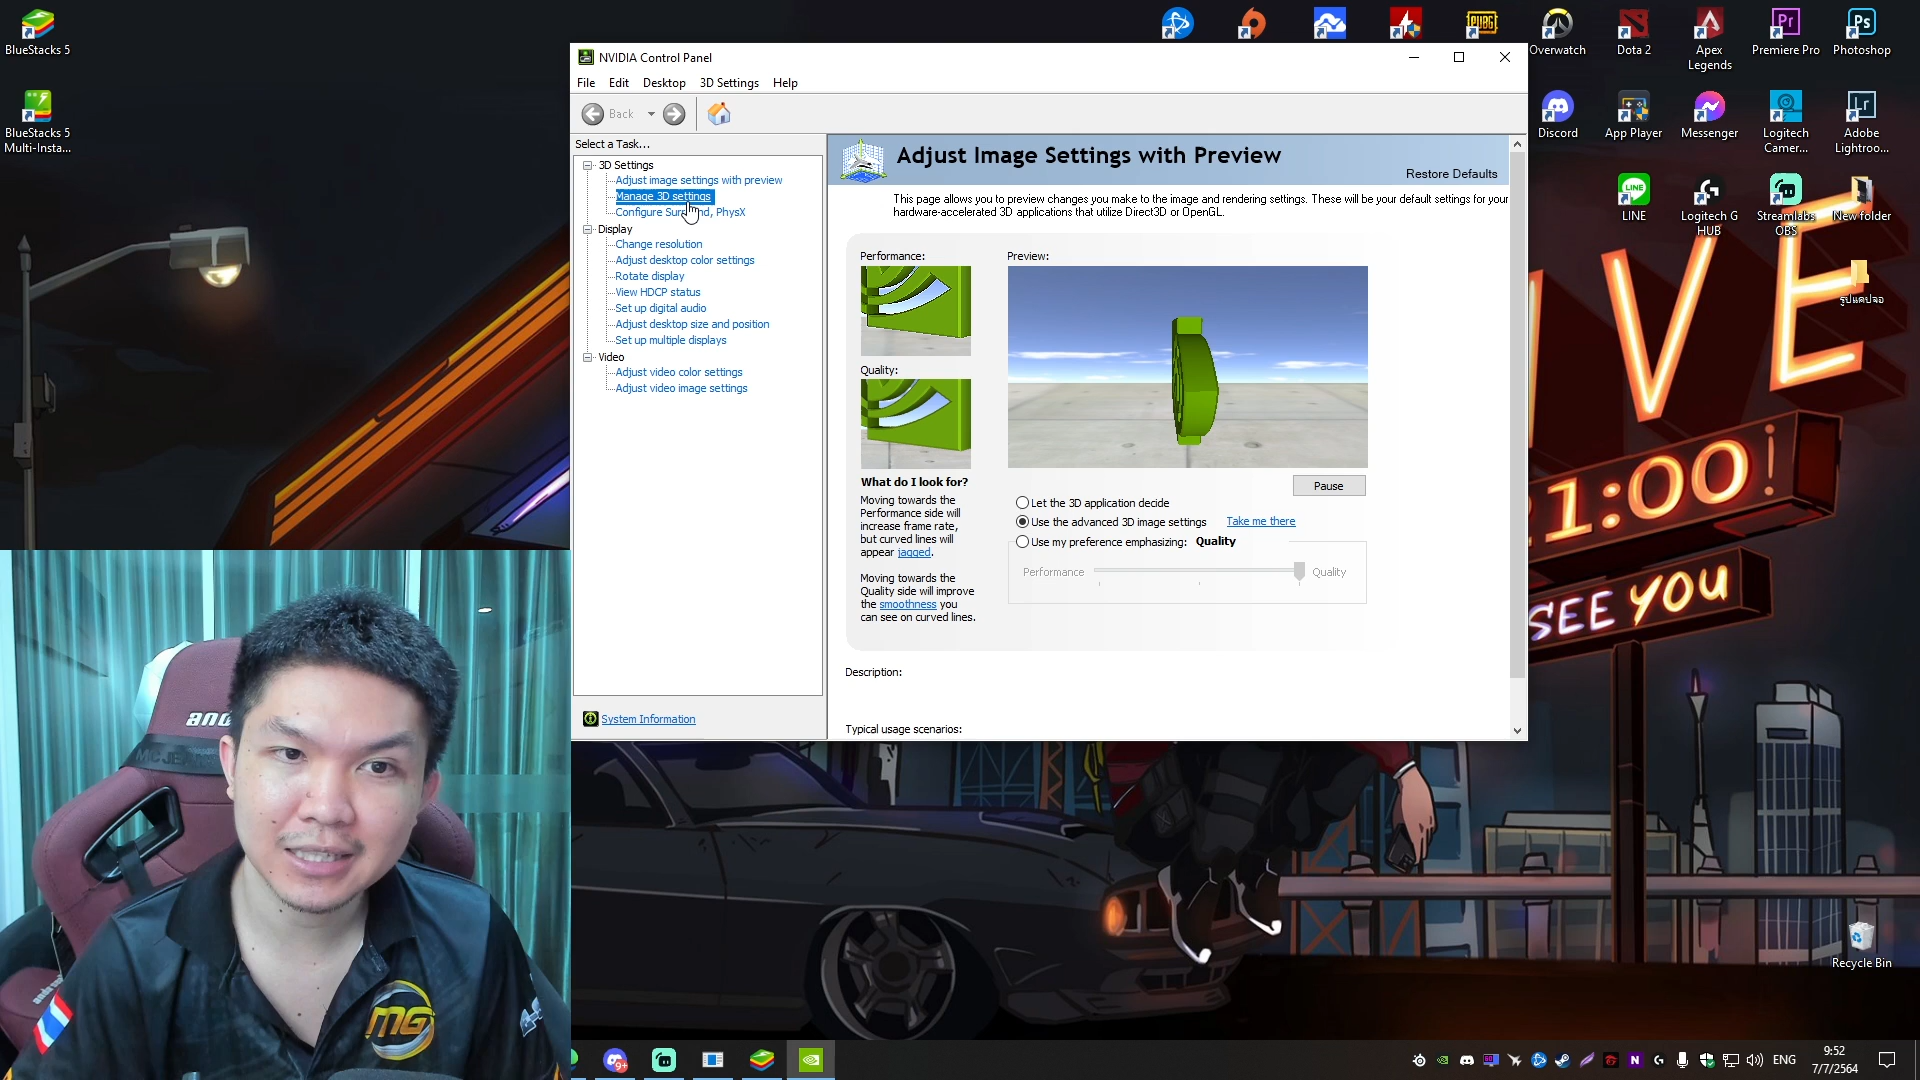 BlueStacks 5
BlueStacks 5
Multi-Insta...
Overwatch
Dota 2
Apex
Legends
Premiere Pro
Photoshop
Discord
App Player
Messenger
Logitech
Camer...
Adobe
Lightroo...
LINE
Logitech G
HUB
Streamlabs
OBS
New folder
รูปแคปจอ
Recycle Bin
NVIDIA Control Panel
File
Edit
Desktop
3D Settings
Help
Back
Select a Task...
3D Settings
Adjust image settings with preview
Manage 3D settings
Configure Surround, PhysX
Display
Change resolution
Adjust desktop color settings
Rotate display
View HDCP status
Set up digital audio
Adjust desktop size and position
Set up multiple displays
Video
Adjust video color settings
Adjust video image settings
System Information
Adjust Image Settings with Preview
Restore Defaults
This page allows you to preview changes you make to the image and rendering settings. These will be your default settings for your
hardware-accelerated 3D applications that utilize Direct3D or OpenGL.
Performance:
Preview:
Quality:
What do I look for?
Moving towards the
Performance side will
increase frame rate,
but curved lines will
appear jagged.
Moving towards the
Quality side will improve
the smoothness you
can see on curved lines.
Pause
Let the 3D application decide
Use the advanced 3D image settings
Take me there
Use my preference emphasizing:
Quality
Performance
Quality
Description:
Typical usage scenarios:
PUBG
Pr
Ps
Lr
LINE
VE
21:00!
SEE YOU
and
MG
9+
N
ENG
9:52
7/7/2564